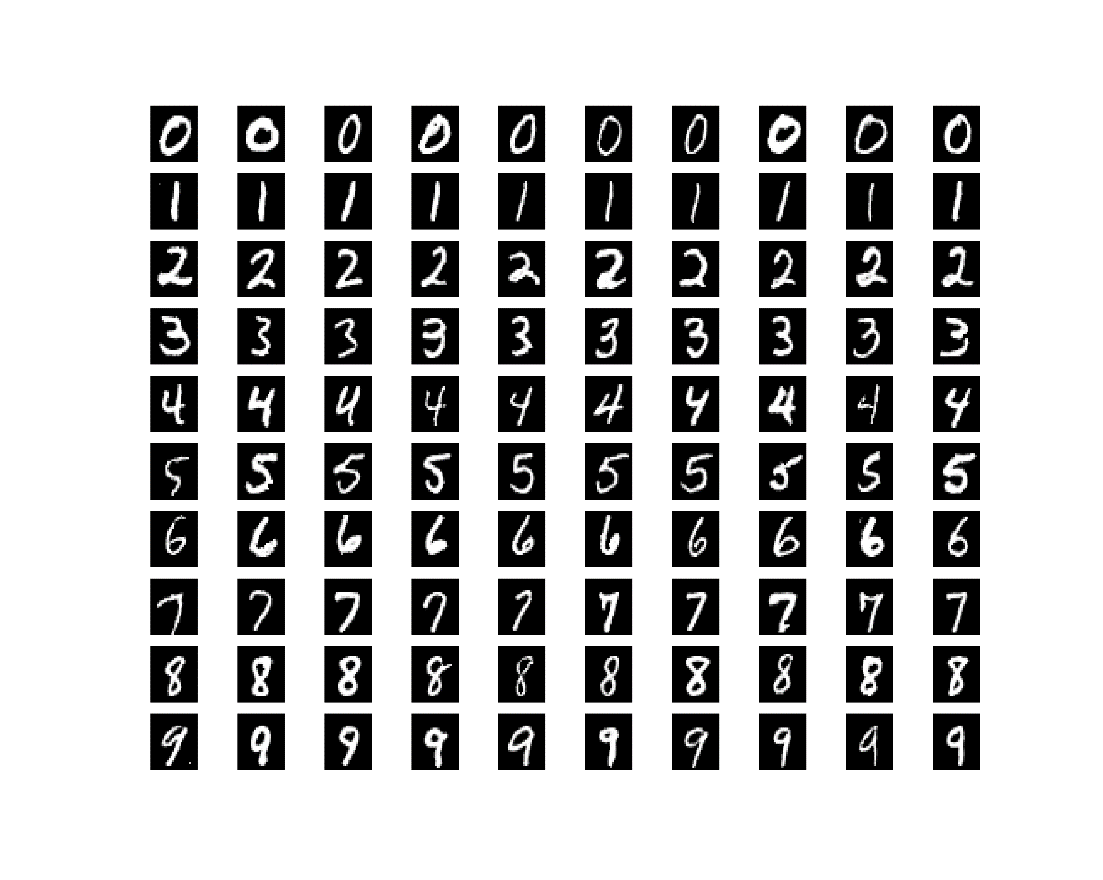 0 0 0 0 0 0 0 0 0 0
1 1 1 1 1 1 1 1 1 1
2 2 2 2 2 2 2 2 2 2
3 3 3 3 3 3 3 3 3 3
4 4 4 4 4 4 4 4 4 4
5 5 5 5 5 5 5 5 5 5
6 6 6 6 6 6 6 6 6 6
7 7 7 7 7 7 7 7 7 7
8 8 8 8 8 8 8 8 8 8
9 9 9 9 9 9 9 9 9 9